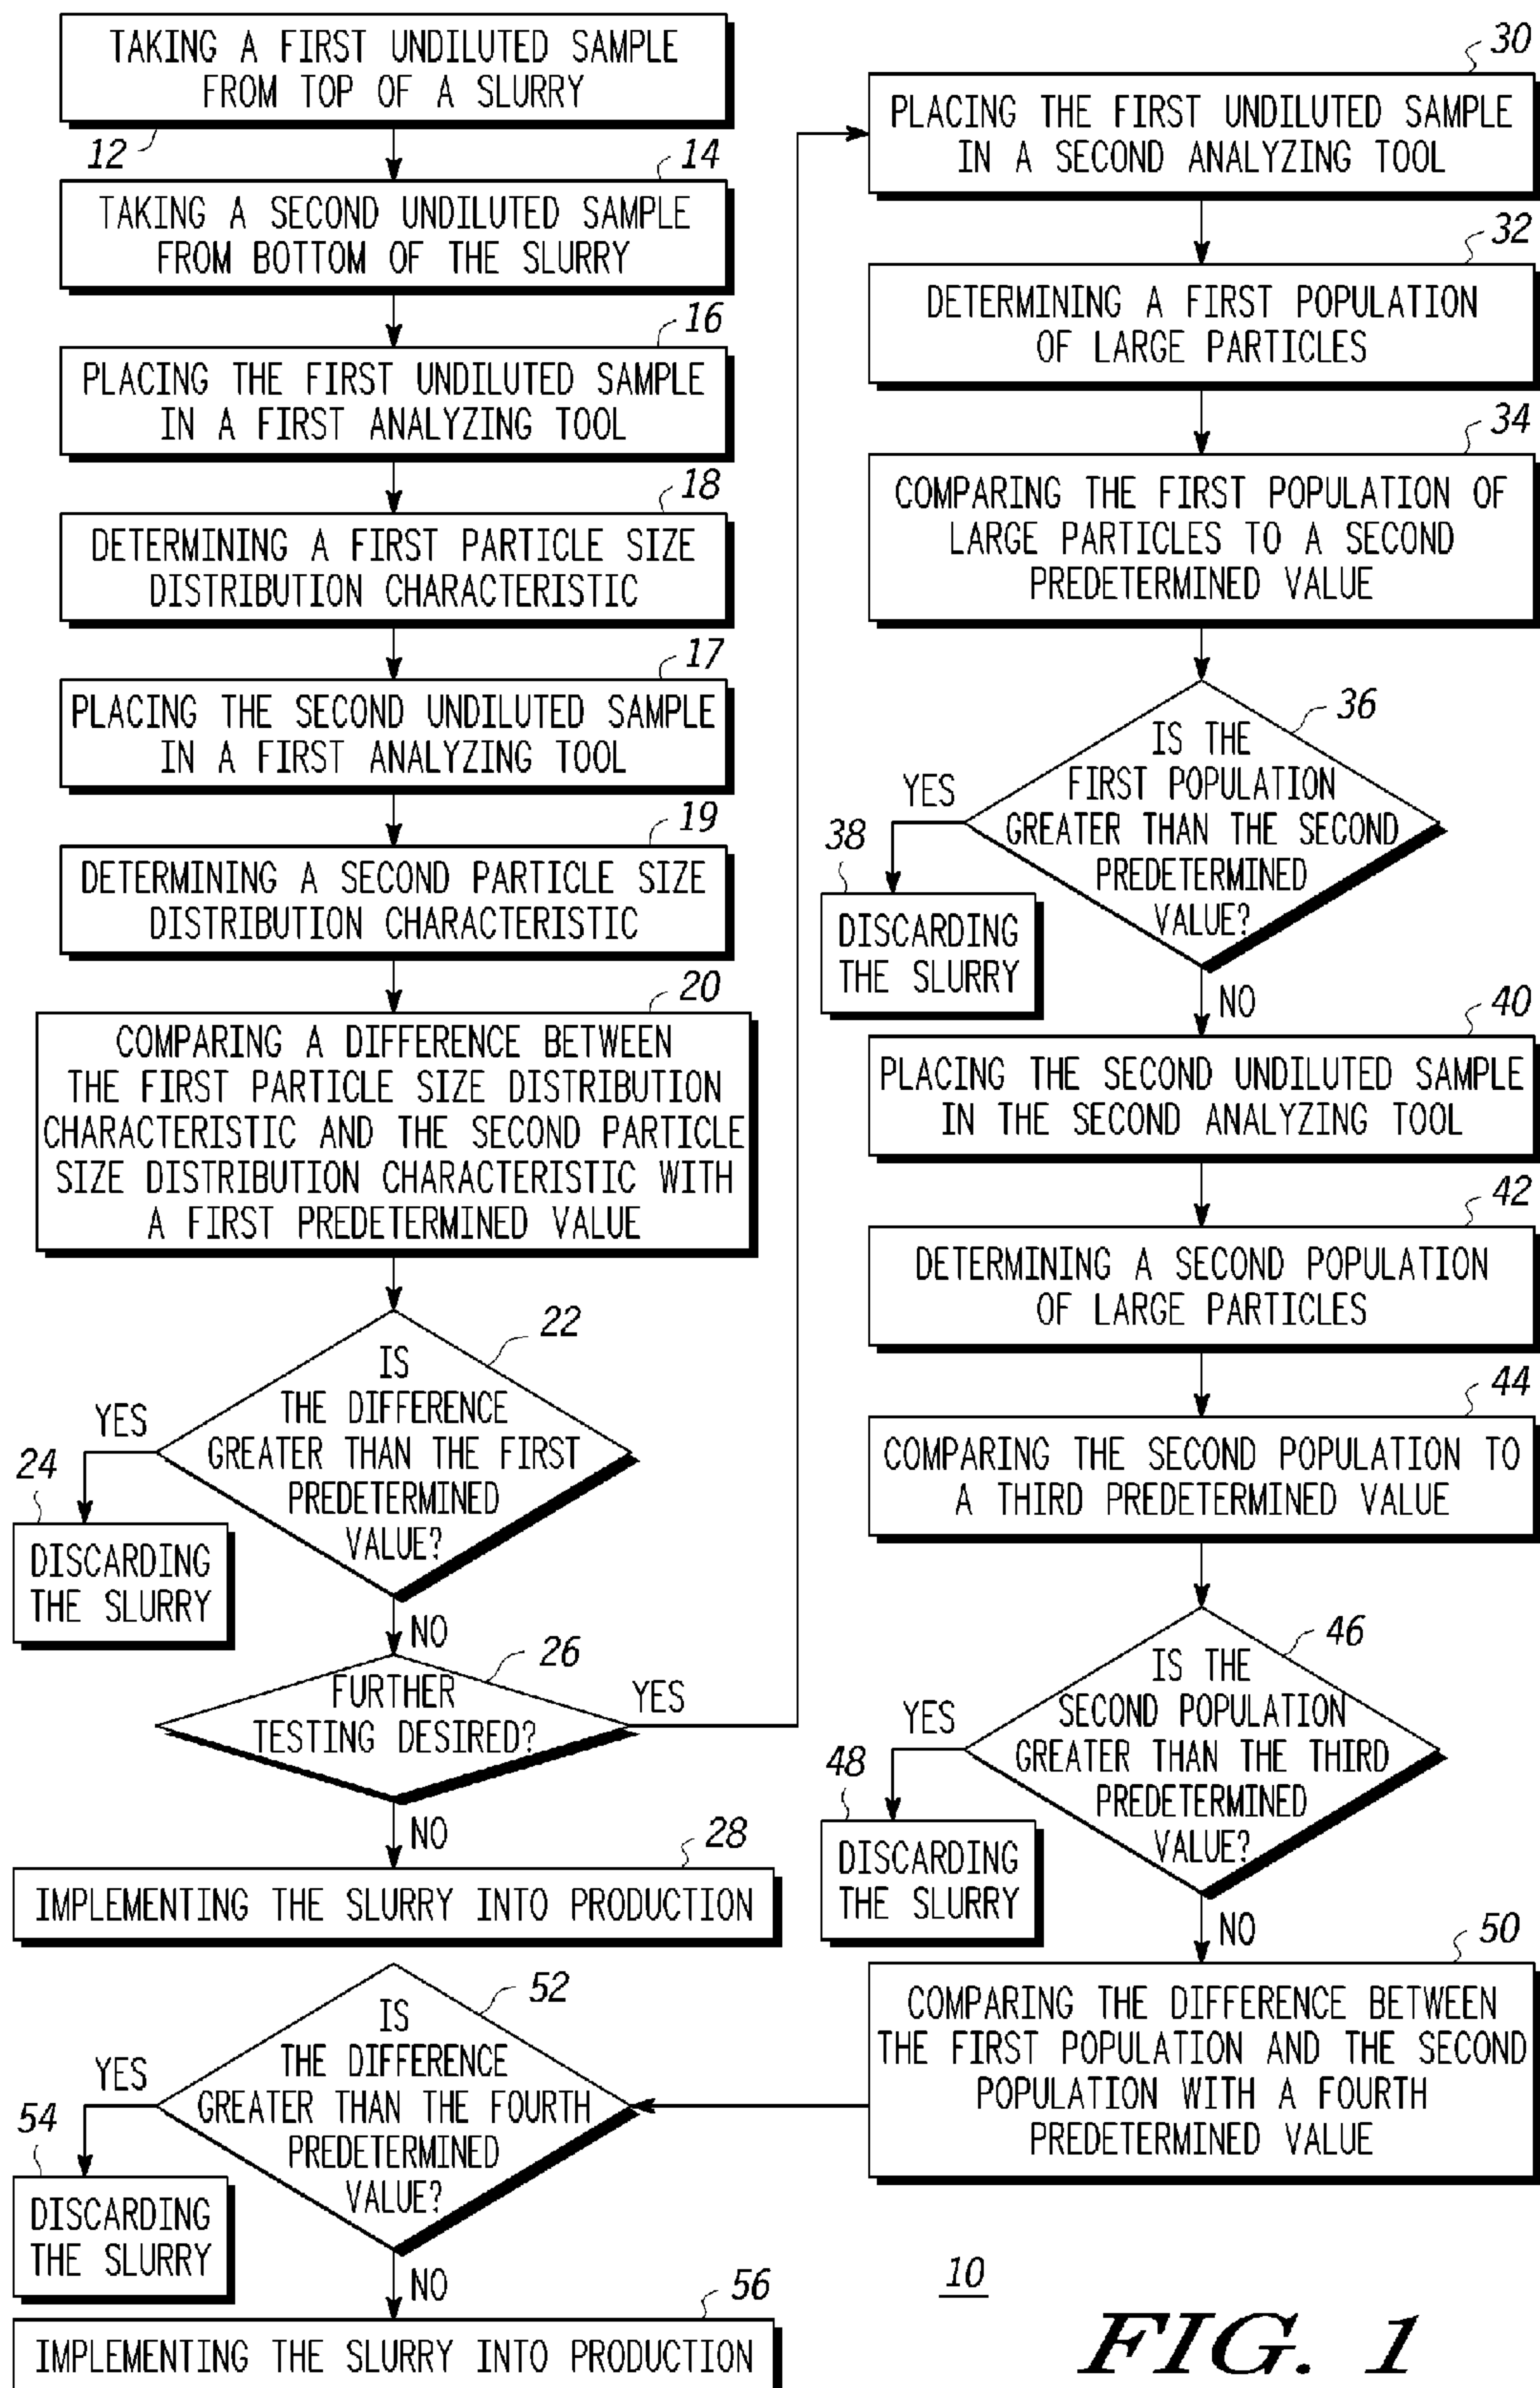 TAKING A FIRST UNDILUTED SAMPLE
FROM TOP OF A SLURRY
12
14
TAKING A SECOND UNDILUTED SAMPLE
FROM BOTTOM OF THE SLURRY
16
PLACING THE FIRST UNDILUTED SAMPLE
IN A FIRST ANALYZING TOOL
18
DETERMINING A FIRST PARTICLE SIZE
DISTRIBUTION CHARACTERISTIC
17
PLACING THE SECOND UNDILUTED SAMPLE
IN A FIRST ANALYZING TOOL
19
DETERMINING A SECOND PARTICLE SIZE
DISTRIBUTION CHARACTERISTIC
20
COMPARING A DIFFERENCE BETWEEN
THE FIRST PARTICLE SIZE DISTRIBUTION
CHARACTERISTIC AND THE SECOND PARTICLE
SIZE DISTRIBUTION CHARACTERISTIC WITH
A FIRST PREDETERMINED VALUE
22
IS
THE DIFFERENCE
GREATER THAN THE FIRST
PREDETERMINED
VALUE?
YES
24
DISCARDING
THE SLURRY
NO
26
FURTHER
TESTING DESIRED?
YES
NO
28
IMPLEMENTING THE SLURRY INTO PRODUCTION
30
PLACING THE FIRST UNDILUTED SAMPLE
IN A SECOND ANALYZING TOOL
32
DETERMINING A FIRST POPULATION
OF LARGE PARTICLES
34
COMPARING THE FIRST POPULATION OF
LARGE PARTICLES TO A SECOND
PREDETERMINED VALUE
36
IS THE
FIRST POPULATION
GREATER THAN THE SECOND
PREDETERMINED
VALUE?
YES
38
DISCARDING
THE SLURRY
NO
40
PLACING THE SECOND UNDILUTED SAMPLE
IN THE SECOND ANALYZING TOOL
42
DETERMINING A SECOND POPULATION
OF LARGE PARTICLES
44
COMPARING THE SECOND POPULATION TO
A THIRD PREDETERMINED VALUE
46
IS THE
SECOND POPULATION
GREATER THAN THE THIRD
PREDETERMINED
VALUE?
YES
48
DISCARDING
THE SLURRY
NO
50
COMPARING THE DIFFERENCE BETWEEN
THE FIRST POPULATION AND THE SECOND
POPULATION WITH A FOURTH
PREDETERMINED VALUE
52
IS
THE DIFFERENCE
GREATER THAN THE FOURTH
PREDETERMINED
VALUE?
YES
54
DISCARDING
THE SLURRY
NO
56
IMPLEMENTING THE SLURRY INTO PRODUCTION
10
FIG. 1